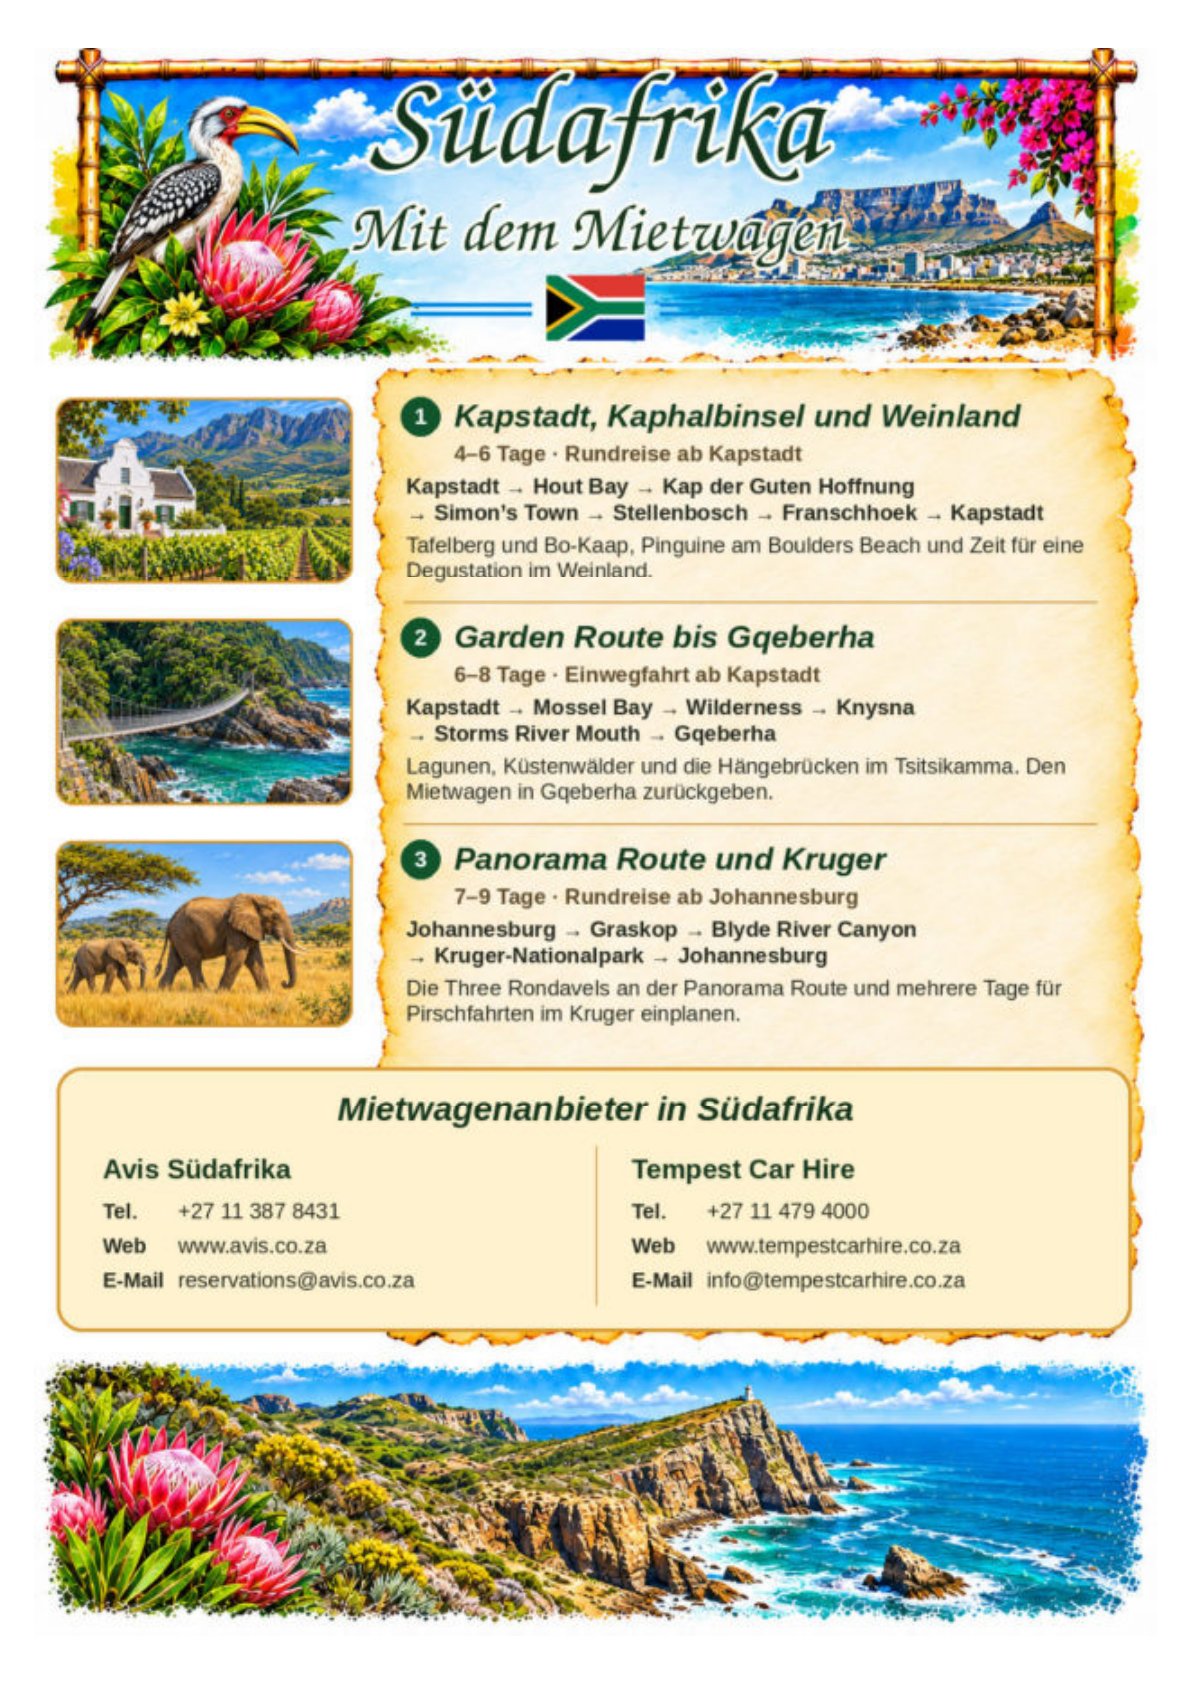 Südafrika
Mit dem Mietwagen
1 Kapstadt, Kaphalbinsel und Weinland
4–6 Tage · Rundreise ab Kapstadt
Kapstadt → Hout Bay → Kap der Guten Hoffnung
→ Simon’s Town → Stellenbosch → Franschhoek → Kapstadt
Tafelberg und Bo-Kaap, Pinguine am Boulders Beach und Zeit für eine
Degustation im Weinland.
2 Garden Route bis Gqeberha
6–8 Tage · Einwegfahrt ab Kapstadt
Kapstadt → Mossel Bay → Wilderness → Knysna
→ Storms River Mouth → Gqeberha
Lagunen, Küstenwälder und die Hängebrücken im Tsitsikamma. Den
Mietwagen in Gqeberha zurückgeben.
3 Panorama Route und Kruger
7–9 Tage · Rundreise ab Johannesburg
Johannesburg → Graskop → Blyde River Canyon
→ Kruger-Nationalpark → Johannesburg
Die Three Rondavels an der Panorama Route und mehrere Tage für
Pirschfahrten im Kruger einplanen.
Mietwagenanbieter in Südafrika
Avis Südafrika
Tel. +27 11 387 8431
Web www.avis.co.za
E-Mail reservations@avis.co.za
Tempest Car Hire
Tel. +27 11 479 4000
Web www.tempestcarhire.co.za
E-Mail info@tempestcarhire.co.za